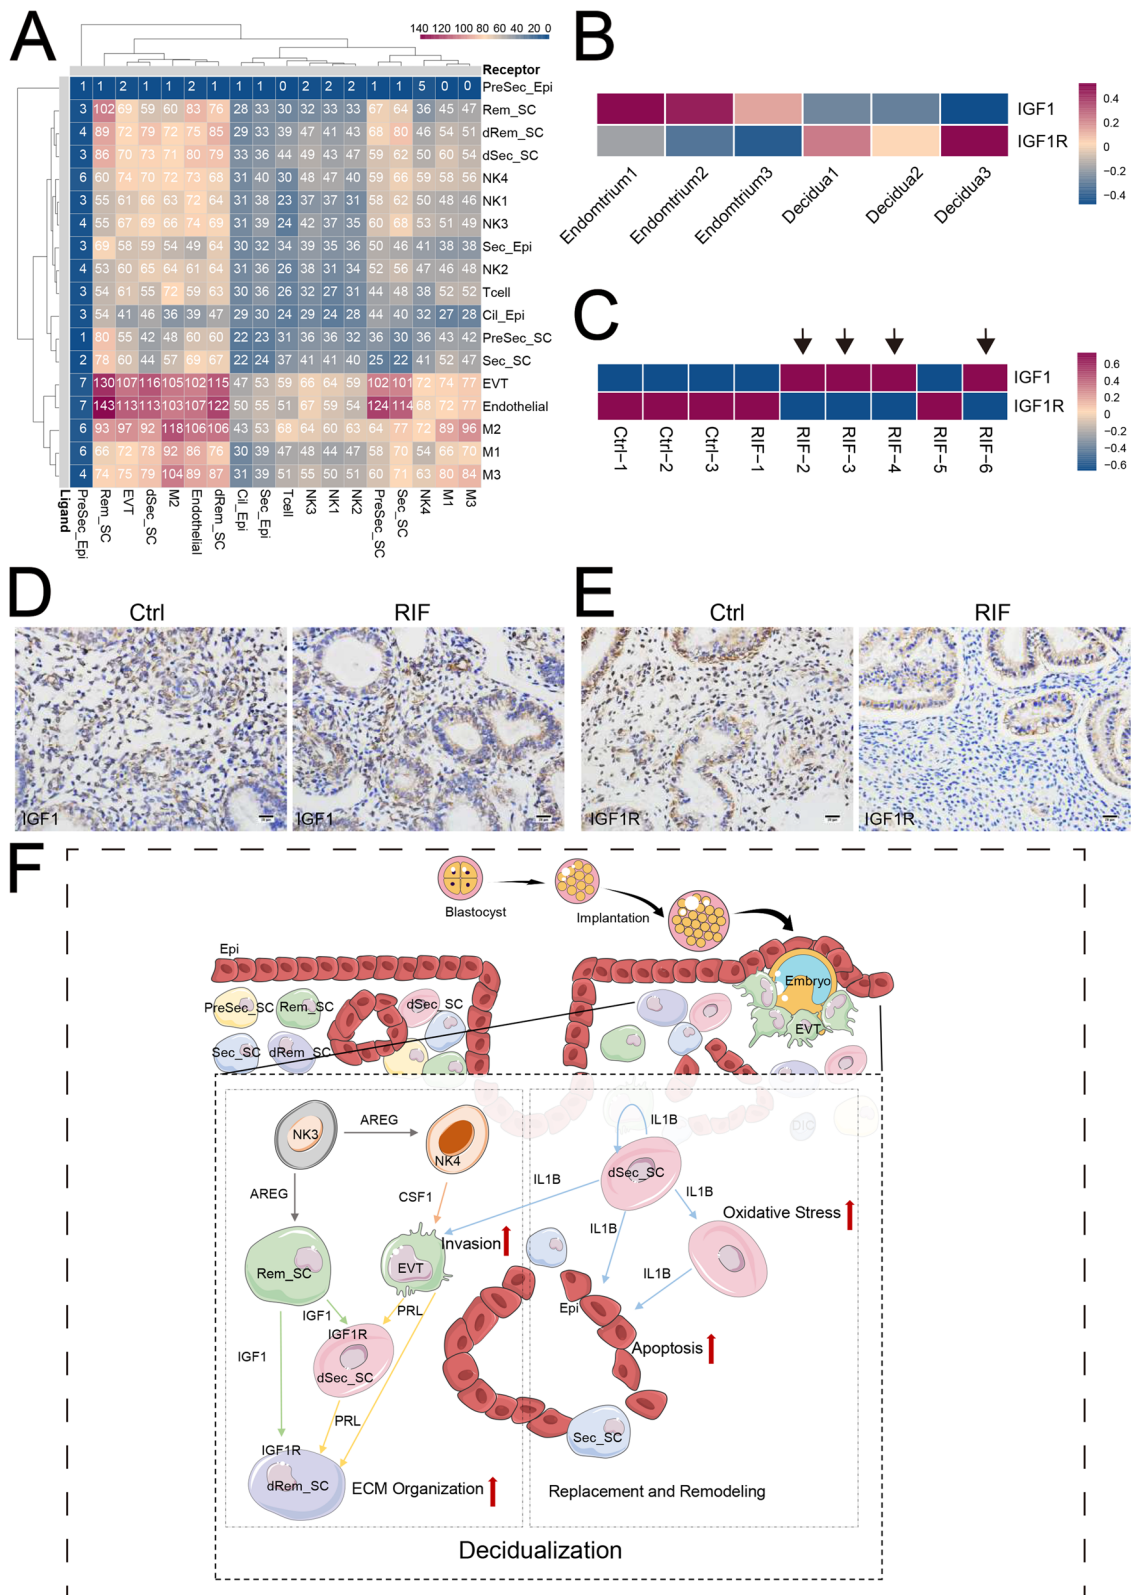 A
140 120 100 80 60 40 20 0
Receptor
1 1 2 1 1 2 1 1 1 0 1 2 2 1 1 5 0 0 PreSec_Epi
3 102 69 59 60 83 76 28 33 30 32 33 33 67 64 36 45 47 Rem_SC
4 89 72 79 72 75 85 29 33 39 47 41 43 68 80 46 54 51 dRem_SC
3 86 70 73 71 80 79 33 36 44 49 43 47 59 62 50 60 54 dSec_SC
6 60 74 70 72 73 68 31 40 30 48 47 40 59 66 59 58 56 NK4
3 55 61 66 63 72 64 31 38 23 37 37 31 58 62 50 48 46 NK1
4 55 67 69 66 74 69 31 39 24 42 37 35 60 68 53 51 49 NK3
3 69 58 59 54 49 64 30 32 34 39 35 36 50 46 41 38 38 Sec_Epi
4 53 60 65 64 61 64 31 36 26 38 31 34 52 56 47 46 48 NK2
3 54 61 55 72 59 63 30 36 26 32 27 31 44 48 38 52 52 Tcell
3 54 41 46 36 39 47 29 30 24 29 24 28 44 40 32 27 28 Cil_Epi
1 80 55 42 48 60 60 22 23 31 36 33 35 36 30 36 43 42 PreSec_SC
2 78 60 44 57 69 67 22 24 37 41 41 40 25 22 41 52 47 Sec_SC
7 130 107 116 105 102 115 47 53 59 66 64 59 102 101 72 74 77 EVT
7 143 113 113 103 107 122 50 55 51 67 59 54 124 114 68 72 77 Endothelial
6 93 97 92 118 106 106 43 53 68 64 60 63 64 77 72 89 96 M2
6 66 72 78 92 86 76 30 39 47 48 44 47 60 71 54 66 70 M1
4 74 75 79 104 89 87 31 39 51 55 50 51 60 71 63 80 84 M3
Ligand
PreSec_Epi
Rem_SC
EVT
dSec_SC
M2
Endothelial
dRem_SC
Cil_Epi
Sec_Epi
Tcell
NK3
NK1
NK2
PreSec_SC
Sec_SC
NK4
M1
M3
B
IGF1
IGF1R
Endomtrium1
Endomtrium2
Endomtrium3
Decidua1
Decidua2
Decidua3
0.4
0.2
0
-0.2
-0.4
C
IGF1
IGF1R
Ctrl-1
Ctrl-2
Ctrl-3
RIF-1
RIF-2
RIF-3
RIF-4
RIF-5
RIF-6
0.6
0.4
0.2
0
-0.2
-0.4
-0.6
D
Ctrl
RIF
IGF1
IGF1
E
Ctrl
RIF
IGF1R
IGF1R
F
Blastocyst
Implantation
Epi
PreSec_SC
Rem_SC
dSec_SC
Sec_SC
dRem_SC
Embryo
EVT
DIC
NK3
AREG
NK4
AREG
CSF1
Rem_SC
EVT
Invasion
IGF1
PRL
IGF1R
dSec_SC
IGF1
PRL
IGF1R
dRem_SC
ECM Organization
IL1B
dSec_SC
IL1B
IL1B
IL1B
Oxidative Stress
IL1B
Epi
Apoptosis
Sec_SC
Replacement and Remodeling
Decidualization